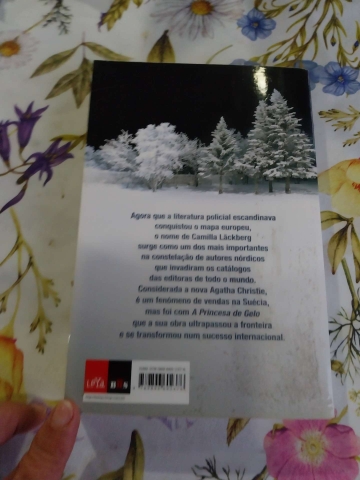 Agora que a literatura policial escandinava
conquistou o mapa europeu,
o nome de Camilla Läckberg
surge como um dos mais importantes
na constelação de autores nórdicos
que invadiram os catálogos
das editoras de todo o mundo.
Considerada a nova Agatha Christie,
é um fenómeno de vendas na Suécia,
mas foi com A Princesa de Gelo
que a sua obra ultrapassou a fronteira
e se transformou num sucesso internacional.
LeYa